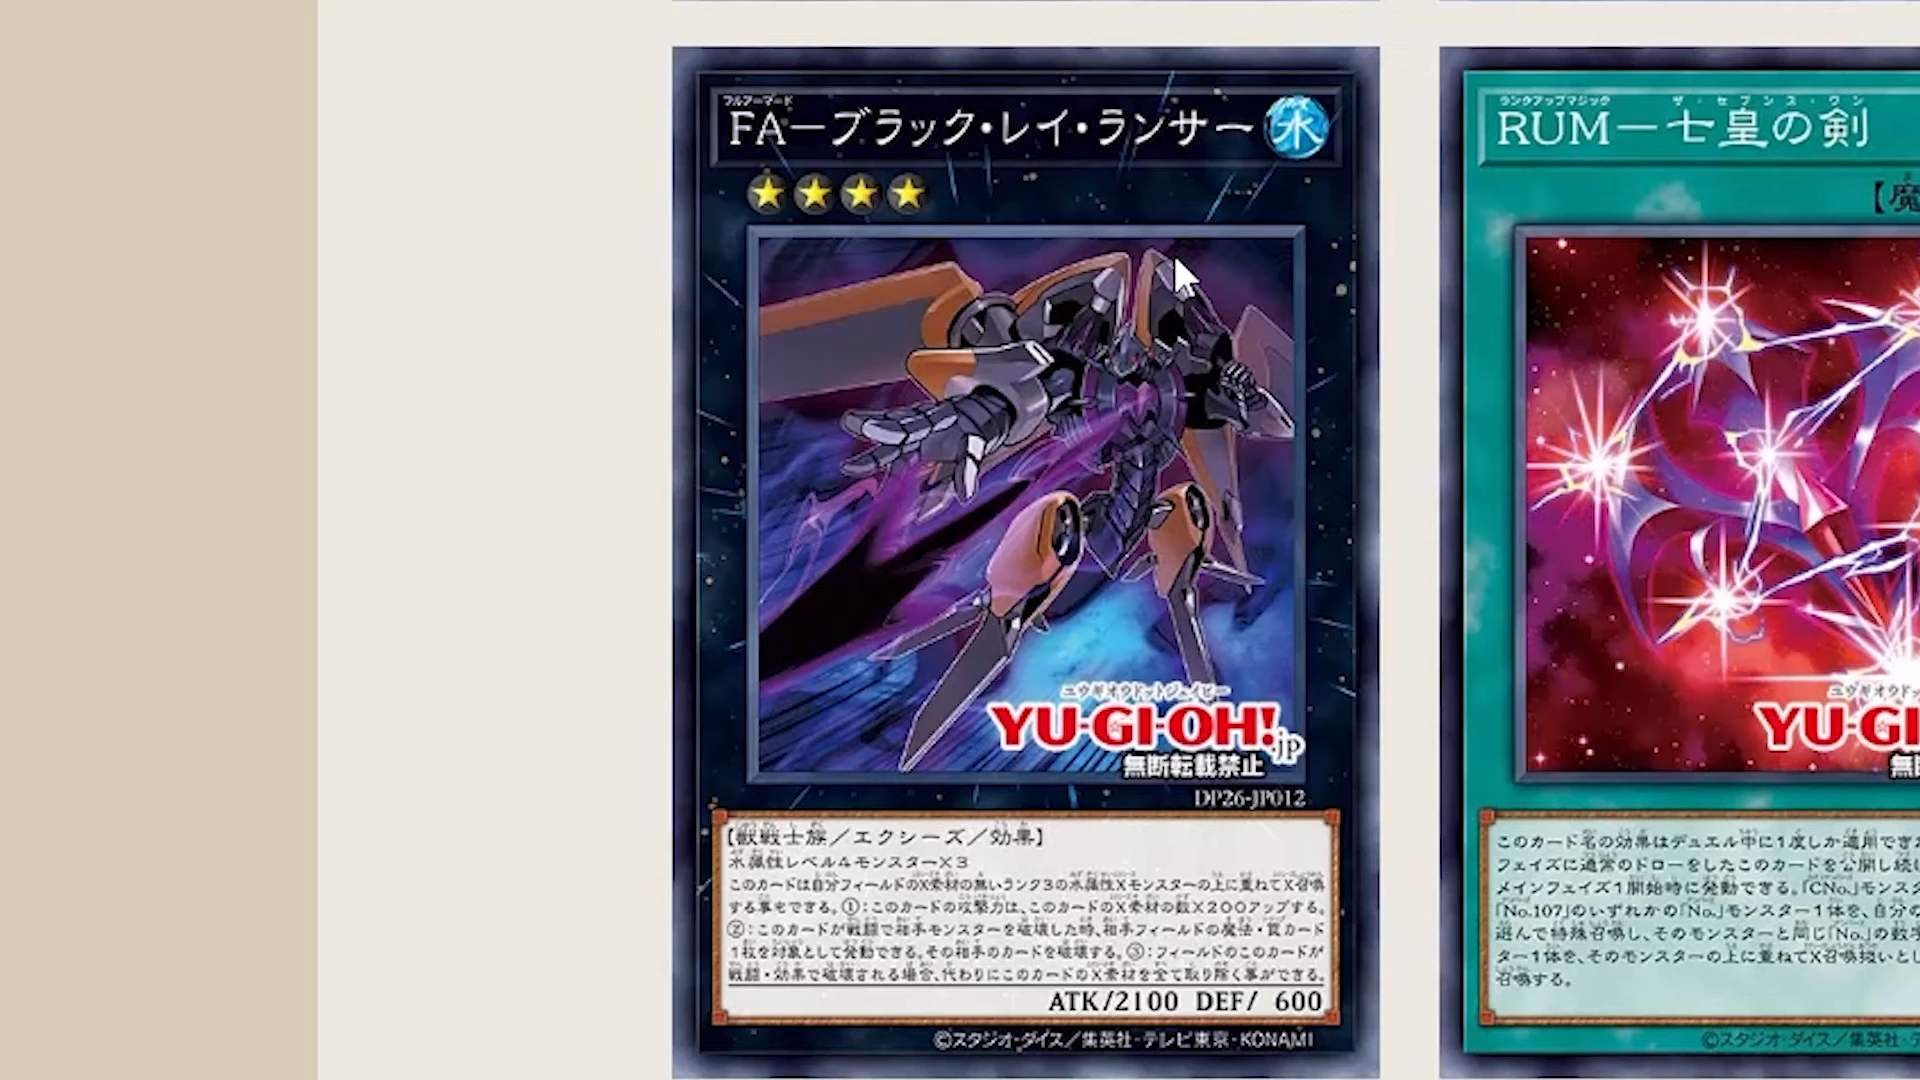 フルアーマード
FA－ブラック・レイ・ランサー
水
ユウギオウドットジェイピー
YU-GI-OH!.jp
無断転載禁止
DP26-JP012
【獣戦士族／エクシーズ／効果】
水属性レベル４モンスター×３
このカードは自分フィールドのX素材の無いランク3の水属性Xモンスターの上に重ねてX召喚
する事もできる。①：このカードの攻撃力は、このカードのX素材の数×200アップする。
②：このカードが戦闘で相手モンスターを破壊した時、相手フィールドの魔法・罠カード
１枚を対象として発動できる。その相手のカードを破壊する。③：フィールドのこのカードが
戦闘・効果で破壊される場合、代わりにこのカードのX素材を全て取り除く事ができる。
ATK/2100 DEF/ 600
©スタジオ・ダイス／集英社・テレビ東京・KONAMI
ランクアップマジック ザ・セブンス・ワン
RUM－七皇の剣
【魔
ユウギオウドッ
YU-GI
無
このカード名の効果はデュエル中に１度しか適用でき
フェイズに通常のドローをしたこのカードを公開し続
メインフェイズ１開始時に発動できる。「CNo.」モンスタ
「No.107」のいずれかの「No.」モンスター１体を、自分の
選んで特殊召喚し、そのモンスターと同じ「No.」の数字
ター１体を、そのモンスターの上に重ねてX召喚扱いとし
召喚する。
©スタジオ・ダイス／集英社・テ